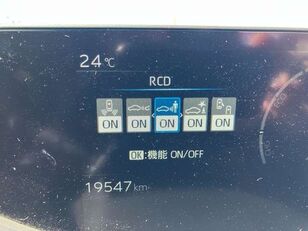 24℃
RCD
ON ON ON ON ON
OK:機能 ON/OFF
19547km